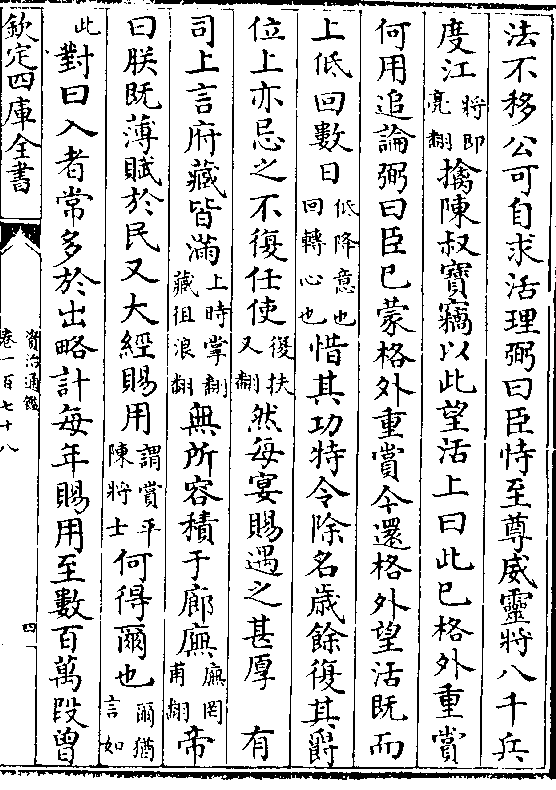 法不移公可自求活理弼曰臣恃至尊威靈將八千兵
度江將即亮翻擒陳叔寶竊以此望活上曰此已格外重賞
何用追論弼曰臣已蒙格外重賞今還格外望活既而
上低回數日低降意也回轉心也惜其功特令除名歲餘復其爵
位上亦忌之不復任使復扶又翻然每宴賜遇之甚厚　有
司上言府藏皆滿上時掌翻藏徂浪翻無所容積于廊廡廡罔甫翻帝
曰朕既薄賦於民又大經賜用謂賞平陳將士何得爾也爾猶言如
此對曰入者常多於出略計每年賜用至數百萬段曾
欽定四庫全書
資治通鑑
卷一百七十八
四